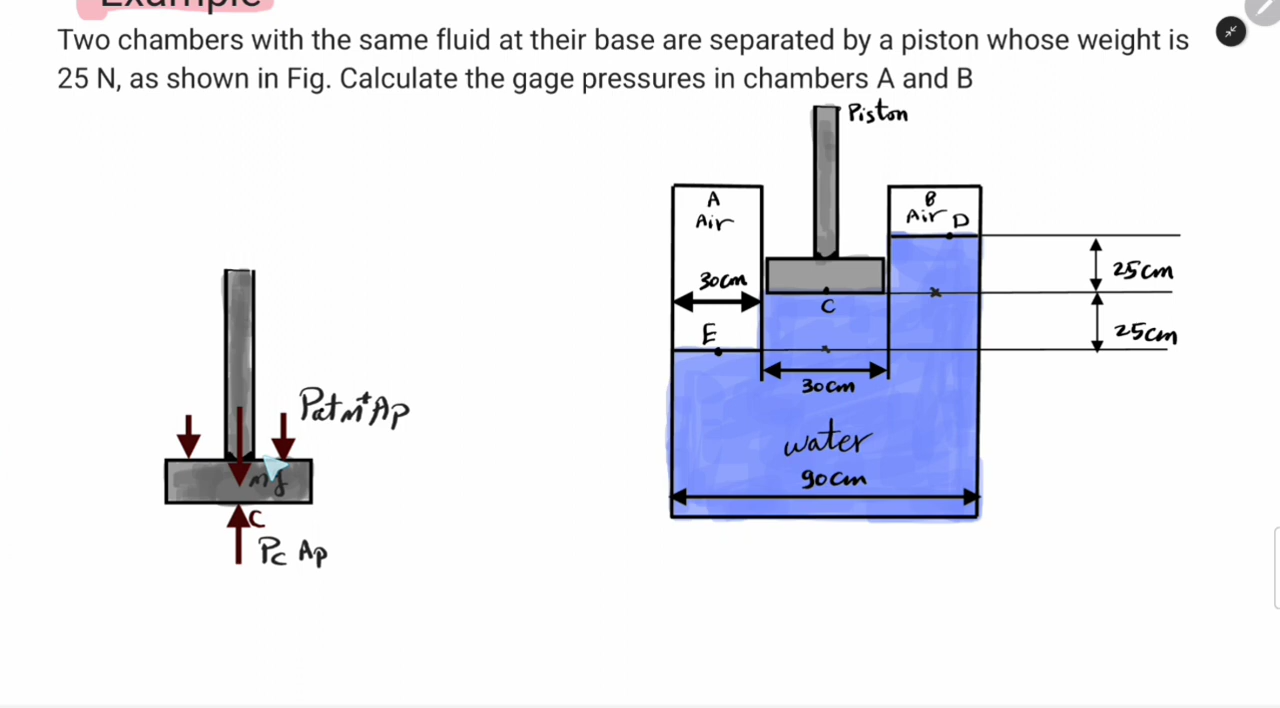 Example
Two chambers with the same fluid at their base are separated by a piston whose weight is
25 N, as shown in Fig. Calculate the gage pressures in chambers A and B
Piston
A
Air
B
Air D
25cm
30cm
C
E
25cm
30cm
Patm*Ap
water
mg
90cm
C
Pc Ap